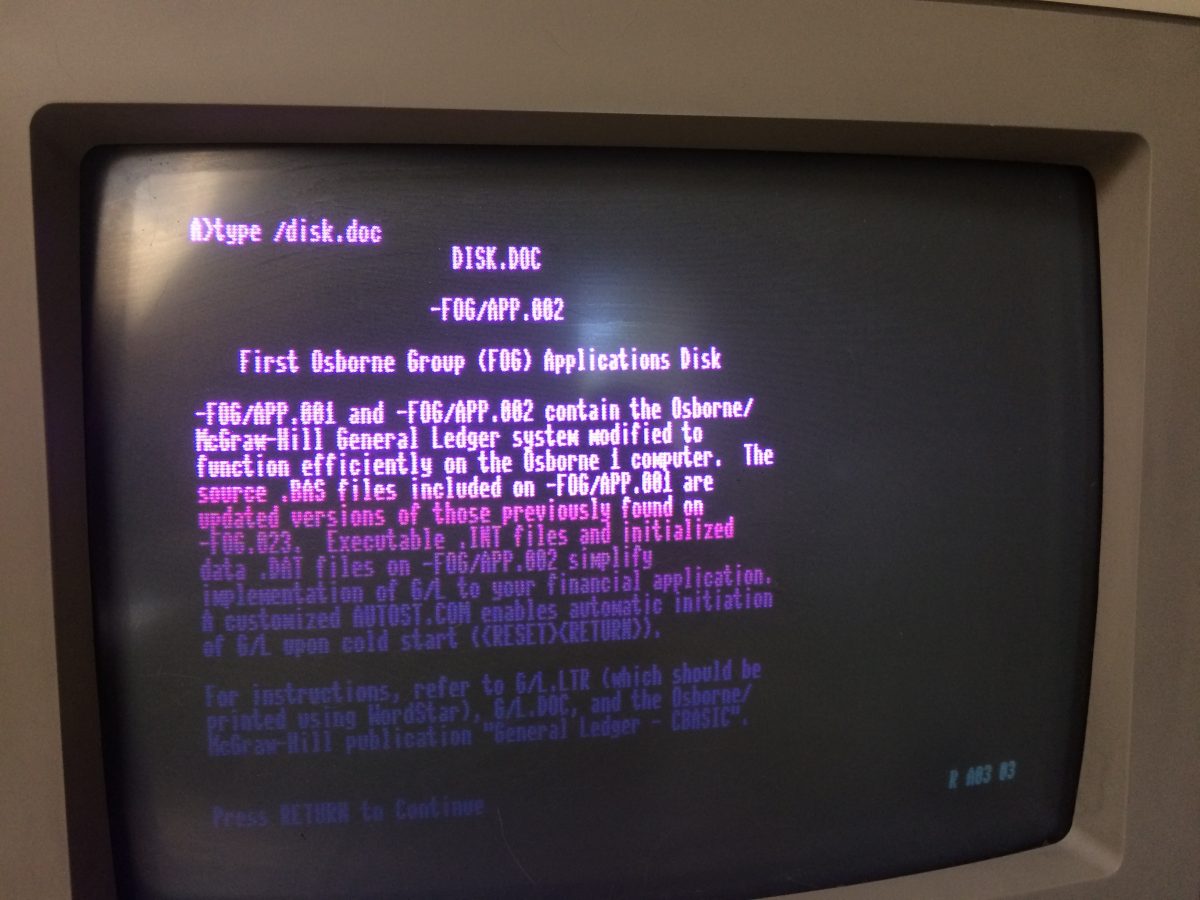 A>type /disk.doc
DISK.DOC
-FOG/APP.002
First Osborne Group (FOG) Applications Disk
-FOG/APP.001 and -FOG/APP.002 contain the Osborne/
McGraw-Hill General Ledger system modified to
function efficiently on the Osborne 1 computer.  The
source .BAS files included on -FOG/APP.001 are
updated versions of those previously found on
-FOG.023.  Executable .INT files and initialized
data .DAT files on -FOG/APP.002 simplify
implementation of G/L to your financial application.
A customized AUTOST.COM enables automatic initiation
of G/L upon cold start (<RESET><RETURN>).
For instructions, refer to G/L.LTR (which should be
printed using WordStar), G/L.DOC, and the Osborne/
McGraw-Hill publication "General Ledger - CBASIC".
R A03 03
Press RETURN to Continue